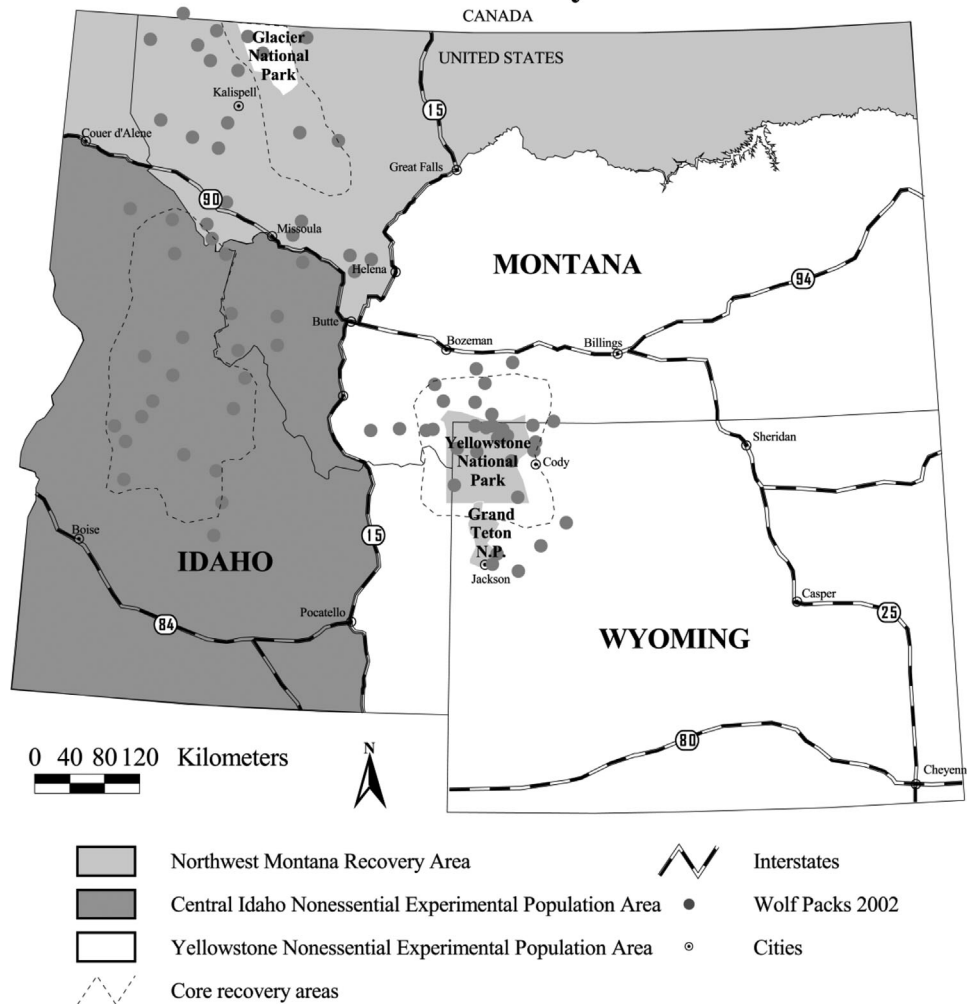 CANADA
UNITED STATES
Glacier
National
Park
Kalispell
15
Couer d'Alene
Great Falls
90
Missoula
MONTANA
Helena
94
Butte
Bozeman
Billings
Yellowstone
National
Park
Cody
Sheridan
Grand
Teton
N.P.
Boise
15
IDAHO
Jackson
Casper
25
Pocatello
84
WYOMING
80
Cheyenn
0 40 80 120 Kilometers
N
Northwest Montana Recovery Area
Interstates
Central Idaho Nonessential Experimental Population Area
Wolf Packs 2002
Yellowstone Nonessential Experimental Population Area
Cities
Core recovery areas